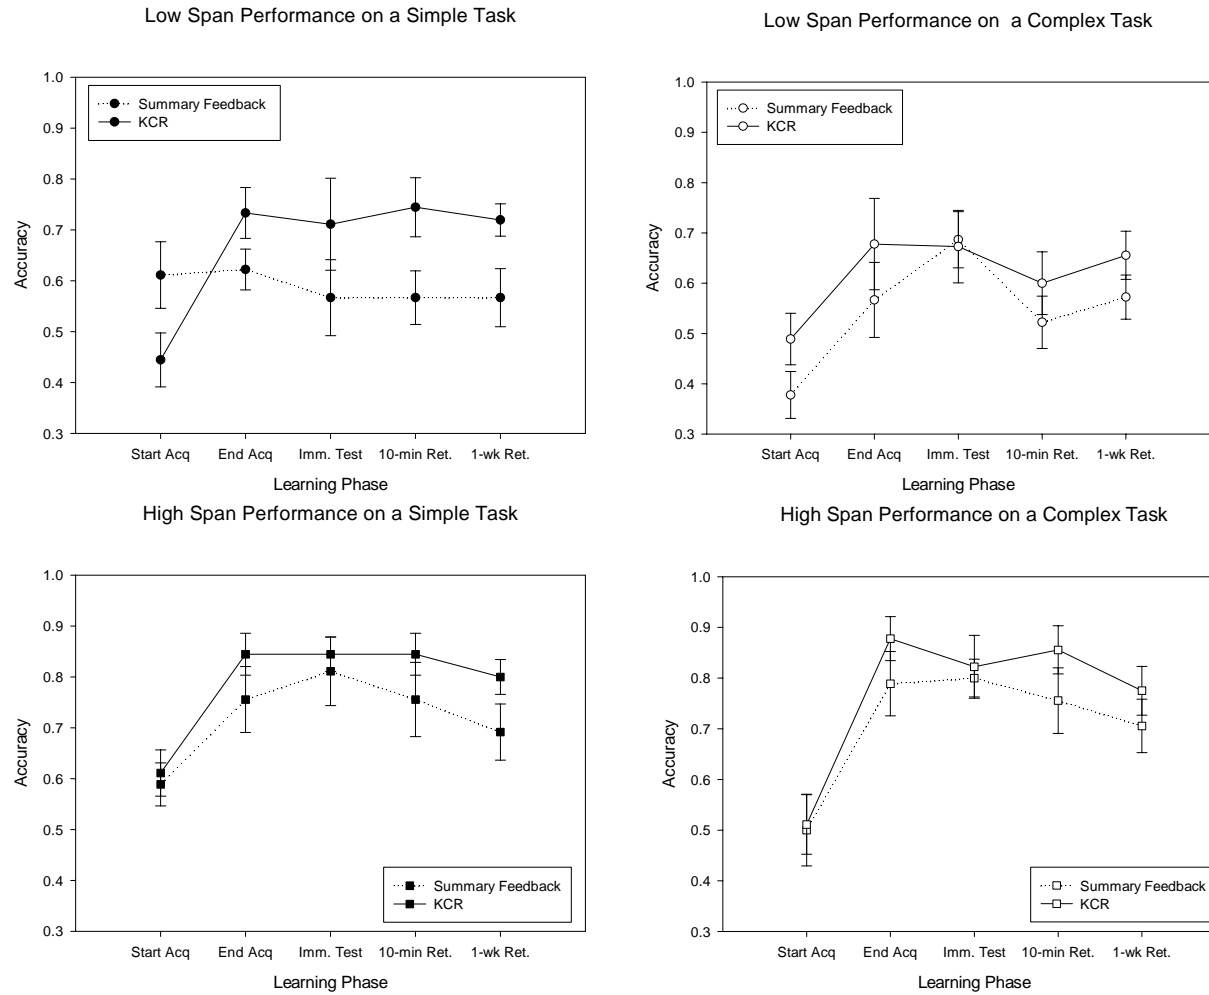 Low Span Performance on a Simple Task
1.0
0.9
0.8
0.7
0.6
0.5
0.4
0.3
Accuracy
Summary Feedback
KCR
Start Acq End Acq Imm. Test 10-min Ret. 1-wk Ret.
Learning Phase
Low Span Performance on a Complex Task
1.0
0.9
0.8
0.7
0.6
0.5
0.4
0.3
Accuracy
Summary Feedback
KCR
Start Acq End Acq Imm. Test 10-min Ret. 1-wk Ret.
Learning Phase
High Span Performance on a Simple Task
1.0
0.9
0.8
0.7
0.6
0.5
0.4
0.3
Accuracy
Summary Feedback
KCR
Start Acq End Acq Imm. Test 10-min Ret. 1-wk Ret.
Learning Phase
High Span Performance on a Complex Task
1.0
0.9
0.8
0.7
0.6
0.5
0.4
0.3
Accuracy
Summary Feedback
KCR
Start Acq End Acq Imm. Test 10-min Ret. 1-wk Ret.
Learning Phase